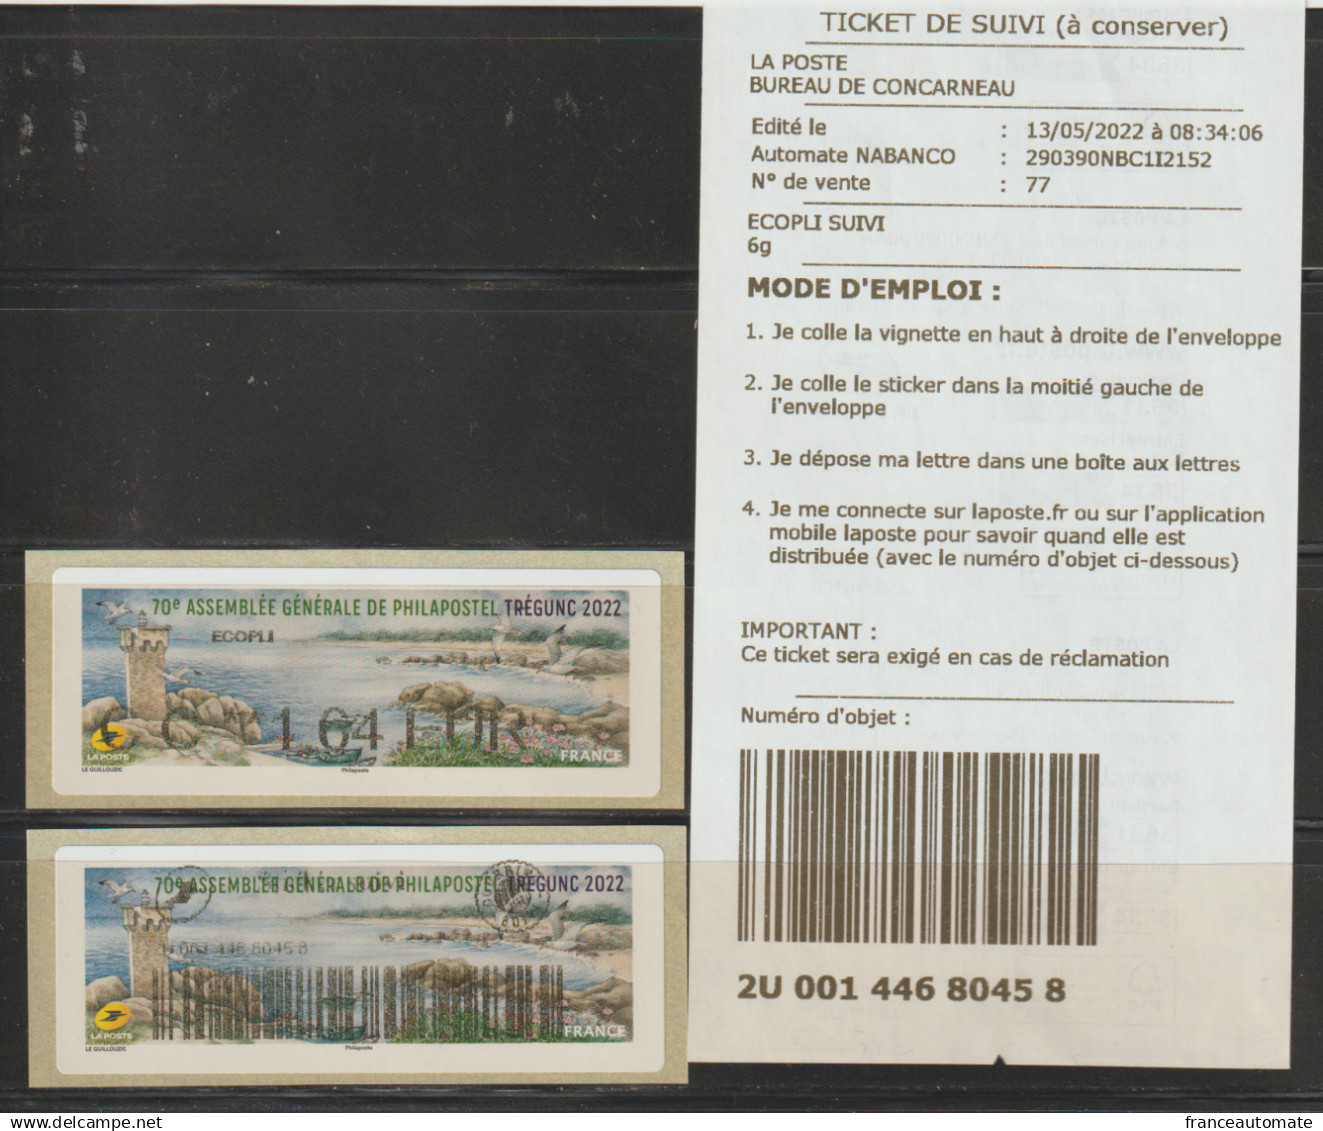 TICKET DE SUIVI (à conserver)
LA POSTE
BUREAU DE CONCARNEAU
Edité le : 13/05/2022 à 08:34:06
Automate NABANCO : 290390NBC1I2152
N° de vente : 77
ECOPLI SUIVI
6g
MODE D'EMPLOI :
1. Je colle la vignette en haut à droite de l'enveloppe
2. Je colle le sticker dans la moitié gauche de
l'enveloppe
3. Je dépose ma lettre dans une boîte aux lettres
4. Je me connecte sur laposte.fr ou sur l'application
mobile laposte pour savoir quand elle est
distribuée (avec le numéro d'objet ci-dessous)
IMPORTANT :
Ce ticket sera exigé en cas de réclamation
Numéro d'objet :
2U 001 446 8045 8
70e ASSEMBLÉE GÉNÉRALE DE PHILAPOSTEL TRÉGUNC 2022
ECOPLI
1,64 EUR
LA POSTE
FRANCE
LE GUILLOUZIC
Philaposte
70e ASSEMBLÉE GÉNÉRALE DE PHILAPOSTEL TRÉGUNC 2022
446 8045 8
LA POSTE
FRANCE
LE GUILLOUZIC
Philaposte
delcampe.net
franceautomate